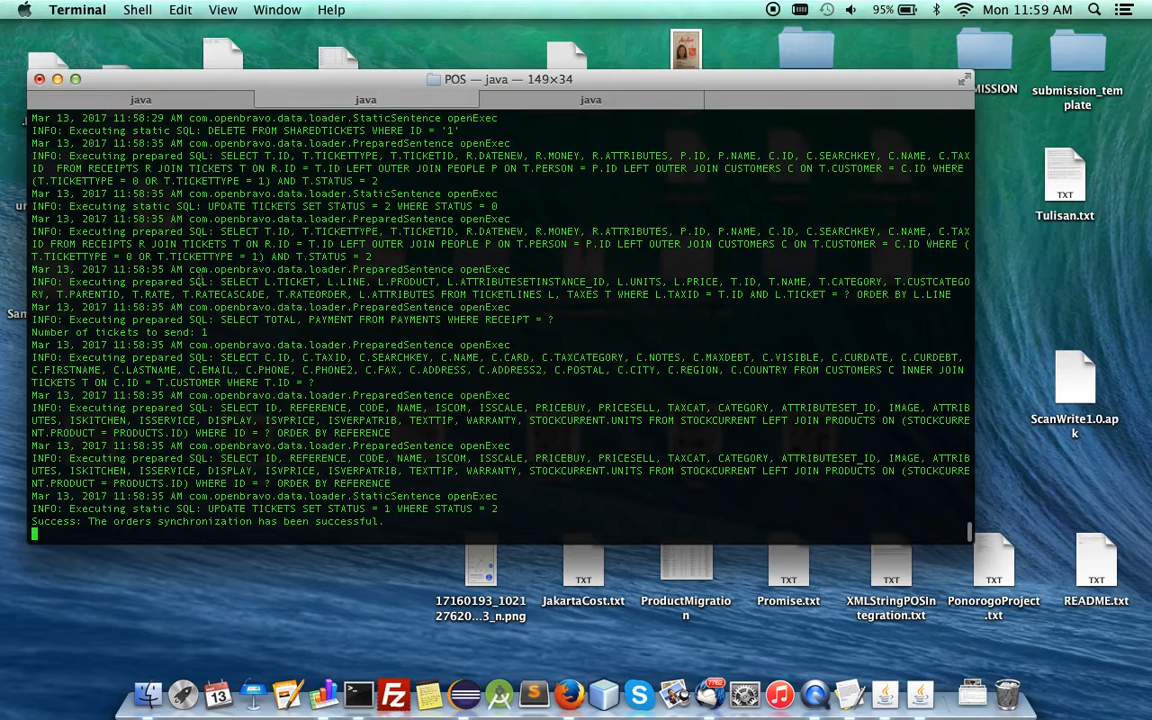 Terminal Shell Edit View Window Help 95% Mon 11:59 AM
POS — java — 149×34
java java java
Mar 13, 2017 11:58:29 AM com.openbravo.data.loader.StaticSentence openExec
INFO: Executing static SQL: DELETE FROM SHAREDTICKETS WHERE ID = '1'
Mar 13, 2017 11:58:35 AM com.openbravo.data.loader.PreparedSentence openExec
INFO: Executing prepared SQL: SELECT T.ID, T.TICKETTYPE, T.TICKETID, R.DATENEW, R.MONEY, R.ATTRIBUTES, P.ID, P.NAME, C.ID, C.SEARCHKEY, C.NAME, C.TAX
ID  FROM RECEIPTS R JOIN TICKETS T ON R.ID = T.ID LEFT OUTER JOIN PEOPLE P ON T.PERSON = P.ID LEFT OUTER JOIN CUSTOMERS C ON T.CUSTOMER = C.ID WHERE
(T.TICKETTYPE = 0 OR T.TICKETTYPE = 1) AND T.STATUS = 2
Mar 13, 2017 11:58:35 AM com.openbravo.data.loader.StaticSentence openExec
INFO: Executing static SQL: UPDATE TICKETS SET STATUS = 2 WHERE STATUS = 0
Mar 13, 2017 11:58:35 AM com.openbravo.data.loader.PreparedSentence openExec
INFO: Executing prepared SQL: SELECT T.ID, T.TICKETTYPE, T.TICKETID, R.DATENEW, R.MONEY, R.ATTRIBUTES, P.ID, P.NAME, C.ID, C.SEARCHKEY, C.NAME, C.TAX
ID FROM RECEIPTS R JOIN TICKETS T ON R.ID = T.ID LEFT OUTER JOIN PEOPLE P ON T.PERSON = P.ID LEFT OUTER JOIN CUSTOMERS C ON T.CUSTOMER = C.ID WHERE (
T.TICKETTYPE = 0 OR T.TICKETTYPE = 1) AND T.STATUS = 2
Mar 13, 2017 11:58:35 AM com.openbravo.data.loader.PreparedSentence openExec
INFO: Executing prepared SQL: SELECT L.TICKET, L.LINE, L.PRODUCT, L.ATTRIBUTESETINSTANCE_ID, L.UNITS, L.PRICE, T.ID, T.NAME, T.CATEGORY, T.CUSTCATEGO
RY, T.PARENTID, T.RATE, T.RATECASCADE, T.RATEORDER, L.ATTRIBUTES FROM TICKETLINES L, TAXES T WHERE L.TAXID = T.ID AND L.TICKET = ? ORDER BY L.LINE
Mar 13, 2017 11:58:35 AM com.openbravo.data.loader.PreparedSentence openExec
INFO: Executing prepared SQL: SELECT TOTAL, PAYMENT FROM PAYMENTS WHERE RECEIPT = ?
Number of tickets to send: 1
Mar 13, 2017 11:58:35 AM com.openbravo.data.loader.PreparedSentence openExec
INFO: Executing prepared SQL: SELECT C.ID, C.TAXID, C.SEARCHKEY, C.NAME, C.CARD, C.TAXCATEGORY, C.NOTES, C.MAXDEBT, C.VISIBLE, C.CURDATE, C.CURDEBT,
C.FIRSTNAME, C.LASTNAME, C.EMAIL, C.PHONE, C.PHONE2, C.FAX, C.ADDRESS, C.ADDRESS2, C.POSTAL, C.CITY, C.REGION, C.COUNTRY FROM CUSTOMERS C INNER JOIN
TICKETS T ON C.ID = T.CUSTOMER WHERE T.ID = ?
Mar 13, 2017 11:58:35 AM com.openbravo.data.loader.PreparedSentence openExec
INFO: Executing prepared SQL: SELECT ID, REFERENCE, CODE, NAME, ISCOM, ISSCALE, PRICEBUY, PRICESELL, TAXCAT, CATEGORY, ATTRIBUTESET_ID, IMAGE, ATTRIB
UTES, ISKITCHEN, ISSERVICE, DISPLAY, ISVPRICE, ISVERPATRIB, TEXTTIP, WARRANTY, STOCKCURRENT.UNITS FROM STOCKCURRENT LEFT JOIN PRODUCTS ON (STOCKCURRE
NT.PRODUCT = PRODUCTS.ID) WHERE ID = ? ORDER BY REFERENCE
Mar 13, 2017 11:58:35 AM com.openbravo.data.loader.PreparedSentence openExec
INFO: Executing prepared SQL: SELECT ID, REFERENCE, CODE, NAME, ISCOM, ISSCALE, PRICEBUY, PRICESELL, TAXCAT, CATEGORY, ATTRIBUTESET_ID, IMAGE, ATTRIB
UTES, ISKITCHEN, ISSERVICE, DISPLAY, ISVPRICE, ISVERPATRIB, TEXTTIP, WARRANTY, STOCKCURRENT.UNITS FROM STOCKCURRENT LEFT JOIN PRODUCTS ON (STOCKCURRE
NT.PRODUCT = PRODUCTS.ID) WHERE ID = ? ORDER BY REFERENCE
Mar 13, 2017 11:58:35 AM com.openbravo.data.loader.StaticSentence openExec
INFO: Executing static SQL: UPDATE TICKETS SET STATUS = 1 WHERE STATUS = 2
Success: The orders synchronization has been successful.
MISSION
submission_tem
plate
TXT
Tulisan.txt
ScanWrite1.0.ap
k
TXT TXT TXT TXT TXT
17160193_1021
27620...3_n.png
JakartaCost.txt
ProductMigratio
n
Promise.txt
XMLStringPOSIn
tegration.txt
PonorogoProject
.txt
README.txt
13
7762